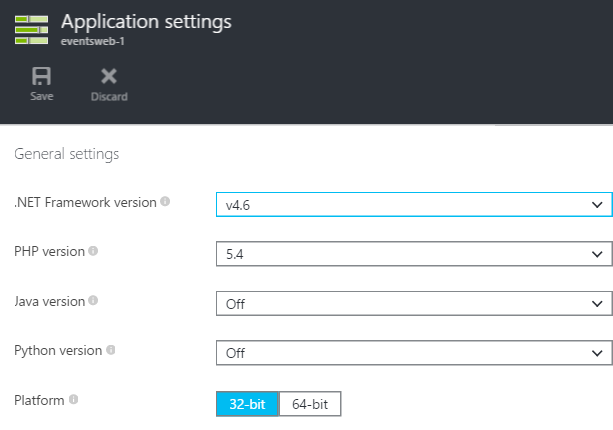 Application settings
eventsweb-1
Save Discard
General settings
.NET Framework version v4.6
PHP version 5.4
Java version Off
Python version Off
Platform 32-bit 64-bit